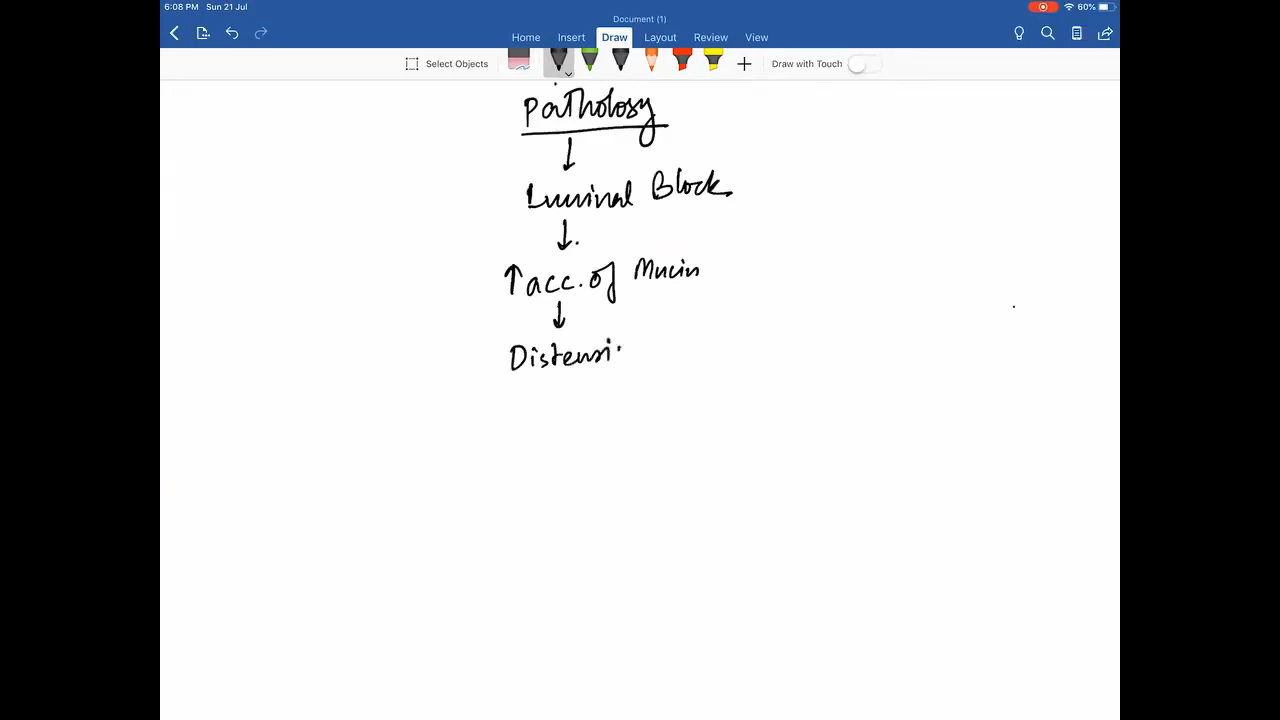 6:08 PM Sun 21 Jul 60%
Document (1)
Home Insert Draw Layout Review View
Select Objects Draw with Touch
Pathology
↓
Luminal Block
↓
↑ acc. of Mucin
↓
Distensi